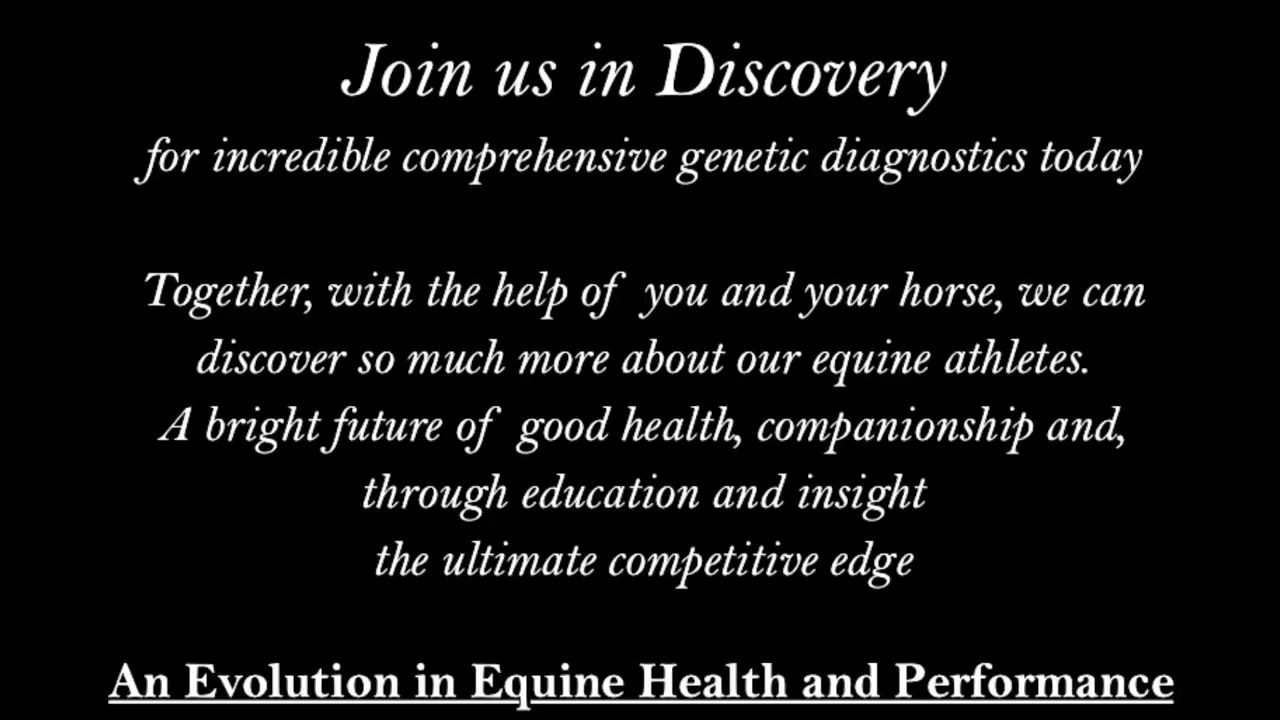 Join us in Discovery
for incredible comprehensive genetic diagnostics today
Together, with the help of you and your horse, we can
discover so much more about our equine athletes.
A bright future of good health, companionship and,
through education and insight
the ultimate competitive edge
An Evolution in Equine Health and Performance